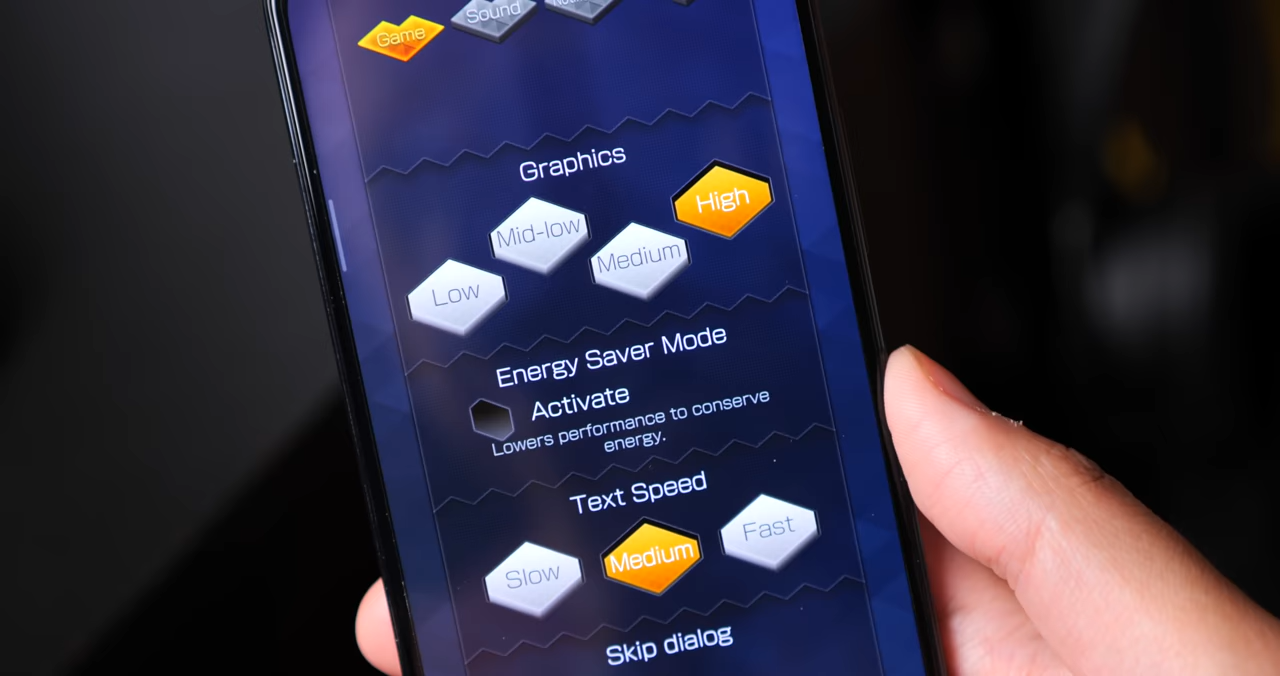 Game
Sound
Graphics
Low
Mid-low
Medium
High
Energy Saver Mode
Activate
Lowers performance to conserve
energy.
Text Speed
Slow
Medium
Fast
Skip dialog